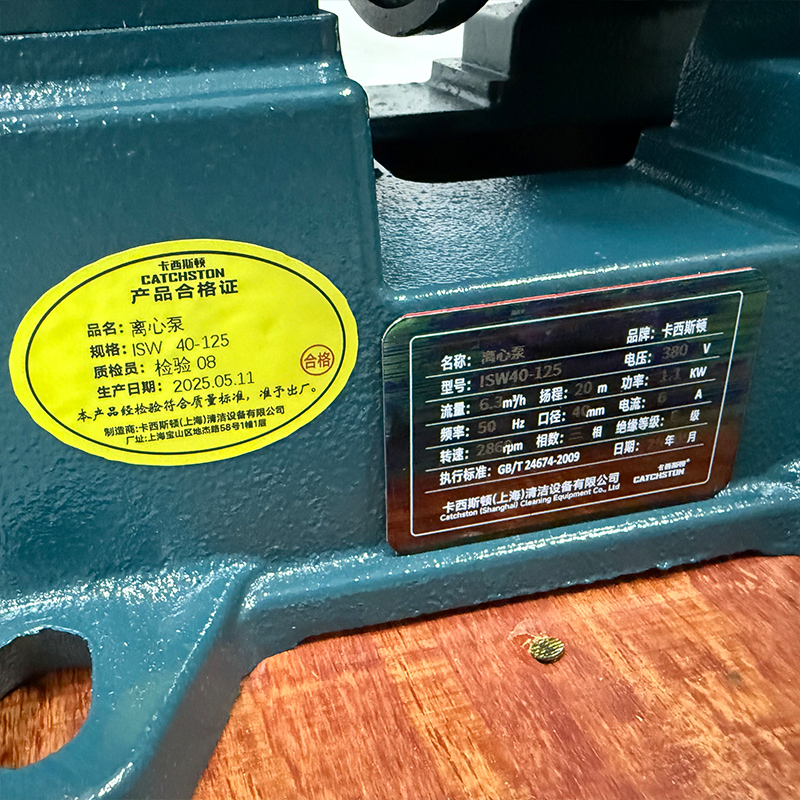 卡西斯顿
CATCHSTON
产品合格证
品名：离心泵
规格：ISW 40-125
质检员：检验 08
合格
生产日期：2025.05.11
本产品经检验符合质量标准，准予出厂。
制造商：卡西斯顿(上海)清洁设备有限公司
厂址：上海宝山区地杰路58号1幢1层
名称：离心泵 品牌：卡西斯顿
型号：ISW40-125 电压：380 V
流量：6.3 m³/h 扬程：20 m 功率：1.1 KW
频率：50 Hz 口径：40 mm 电流：6 A
转速：2860 rpm 相数：三 相 绝缘等级： 级
执行标准：GB/T 24674-2009 日期： 年 月
卡西斯顿(上海)清洁设备有限公司
Catchston (Shanghai) Cleaning Equipment Co., Ltd
卡西斯顿®
CATCHSTON